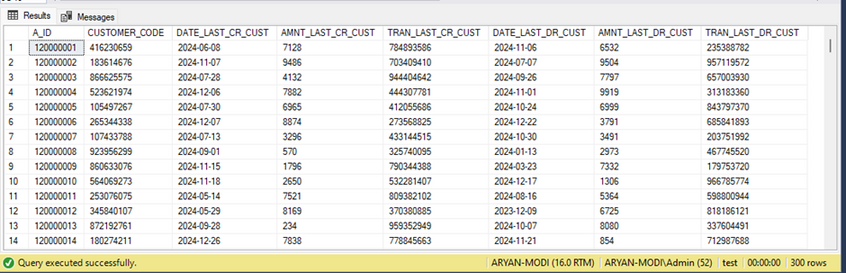 Results Messages
A_ID CUSTOMER_CODE DATE_LAST_CR_CUST AMNT_LAST_CR_CUST TRAN_LAST_CR_CUST DATE_LAST_DR_CUST AMNT_LAST_DR_CUST TRAN_LAST_DR_CUST
1 120000001 416230659 2024-06-08 7128 784893586 2024-11-06 6532 235388782
2 120000002 183614676 2024-11-07 9486 703409410 2024-07-07 9504 957119572
3 120000003 866625575 2024-07-28 4132 944404642 2024-09-26 7797 657003930
4 120000004 523621974 2024-12-06 7882 444307781 2024-11-01 9919 313183360
5 120000005 105497267 2024-07-30 6965 412055686 2024-10-24 6999 843797370
6 120000006 265344338 2024-12-07 8874 273568825 2024-12-22 3791 685841893
7 120000007 107433788 2024-07-13 3296 433144515 2024-10-30 3491 203751992
8 120000008 923956299 2024-09-01 570 325740095 2024-01-13 2973 467745520
9 120000009 860633076 2024-11-15 1796 790344388 2024-03-23 7332 179753720
10 120000010 564069273 2024-11-18 2650 532281407 2024-12-17 1306 966785774
11 120000011 253076075 2024-05-14 7521 809382102 2024-08-16 5364 598800944
12 120000012 345840107 2024-05-29 8169 370380885 2023-12-09 6725 818186121
13 120000013 872192761 2024-09-28 234 959352949 2024-10-07 8080 337604491
14 120000014 180274211 2024-12-26 7838 778845663 2024-11-21 854 712987688
Query executed successfully. ARYAN-MODI (16.0 RTM) ARYAN-MODI\Admin (52) test 00:00:00 300 rows